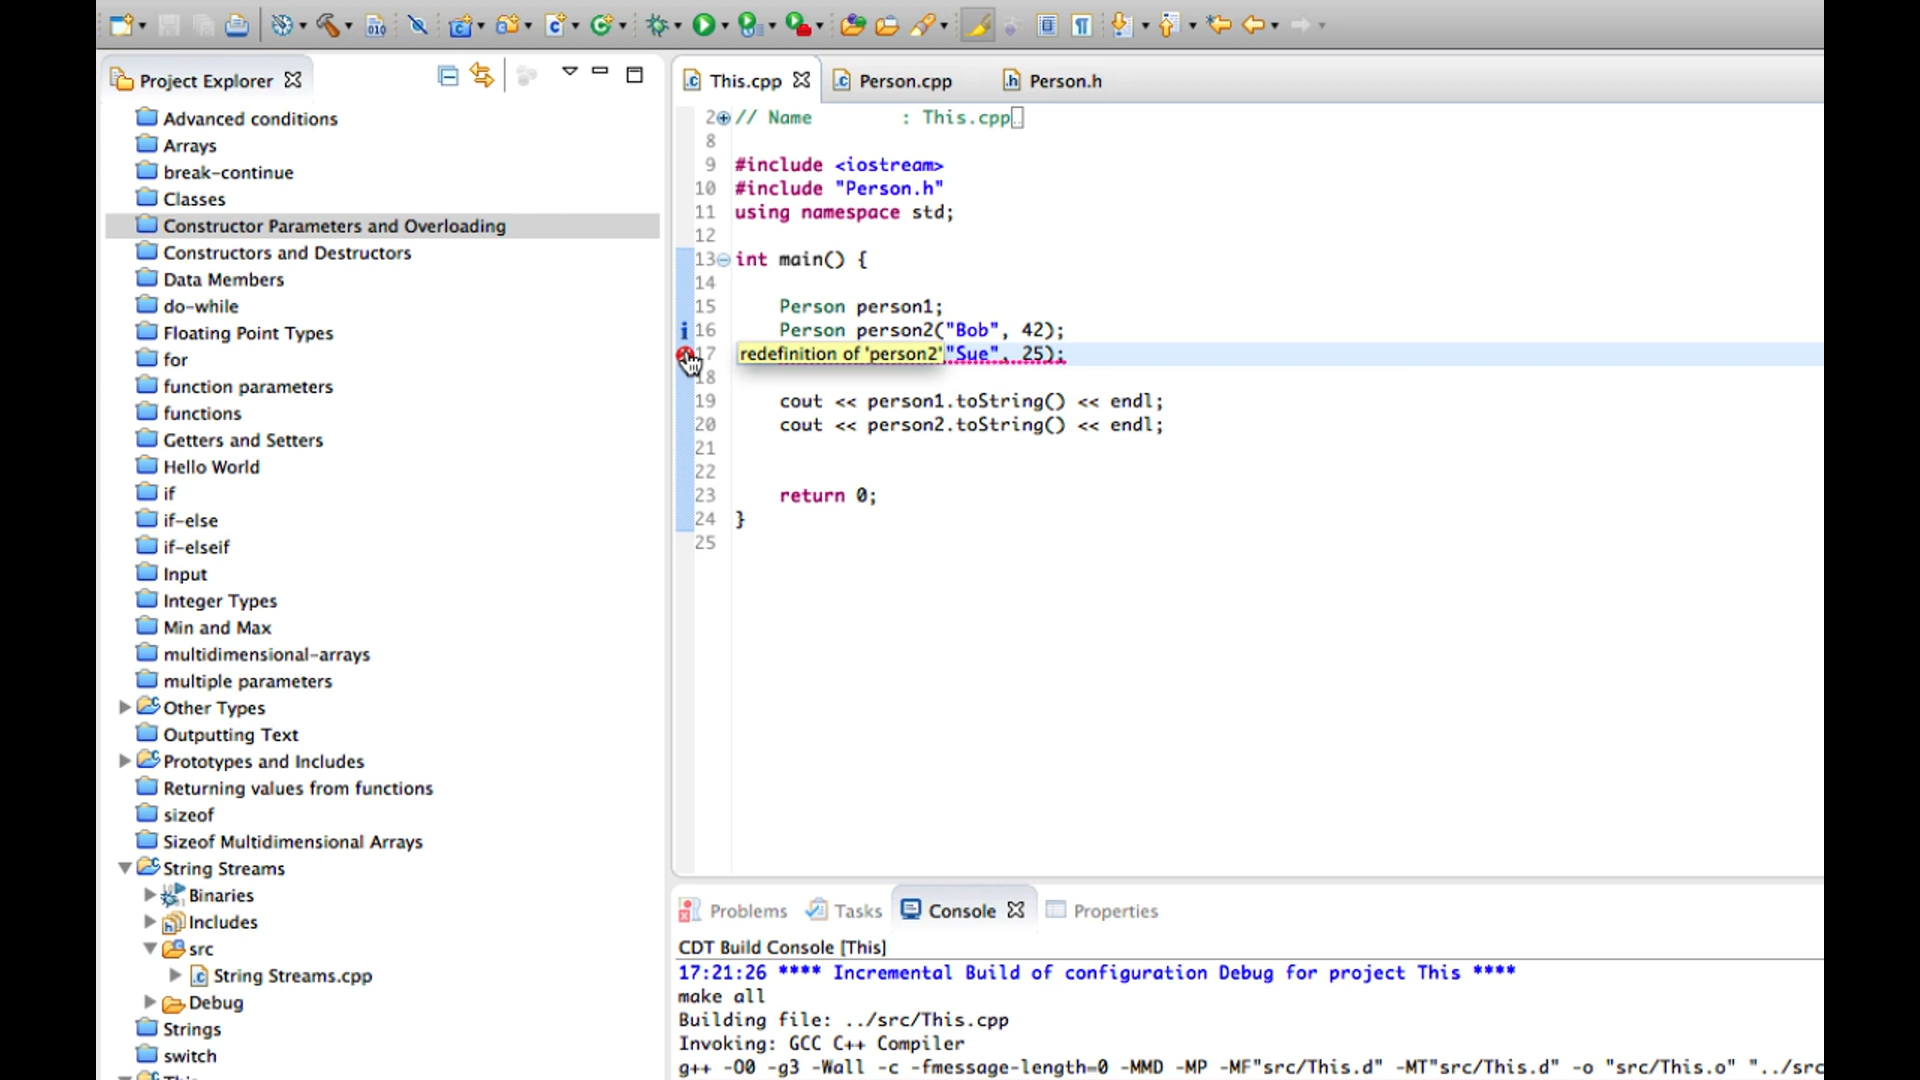 Project Explorer
Advanced conditions
Arrays
break-continue
Classes
Constructor Parameters and Overloading
Constructors and Destructors
Data Members
do-while
Floating Point Types
for
function parameters
functions
Getters and Setters
Hello World
if
if-else
if-elseif
Input
Integer Types
Min and Max
multidimensional-arrays
multiple parameters
Other Types
Outputting Text
Prototypes and Includes
Returning values from functions
sizeof
Sizeof Multidimensional Arrays
String Streams
Binaries
Includes
src
String Streams.cpp
Debug
Strings
switch
This.cpp Person.cpp Person.h
2 // Name : This.cpp
8
9 #include <iostream>
10 #include "Person.h"
11 using namespace std;
12
13 int main() {
14
15 Person person1;
16 Person person2("Bob", 42);
17 redefinition of 'person2' "Sue", 25);
18
19 cout << person1.toString() << endl;
20 cout << person2.toString() << endl;
21
22
23 return 0;
24 }
25
Problems Tasks Console Properties
CDT Build Console [This]
17:21:26 **** Incremental Build of configuration Debug for project This ****
make all
Building file: ../src/This.cpp
Invoking: GCC C++ Compiler
g++ -O0 -g3 -Wall -c -fmessage-length=0 -MMD -MP -MF"src/This.d" -MT"src/This.d" -o "src/This.o" "../src